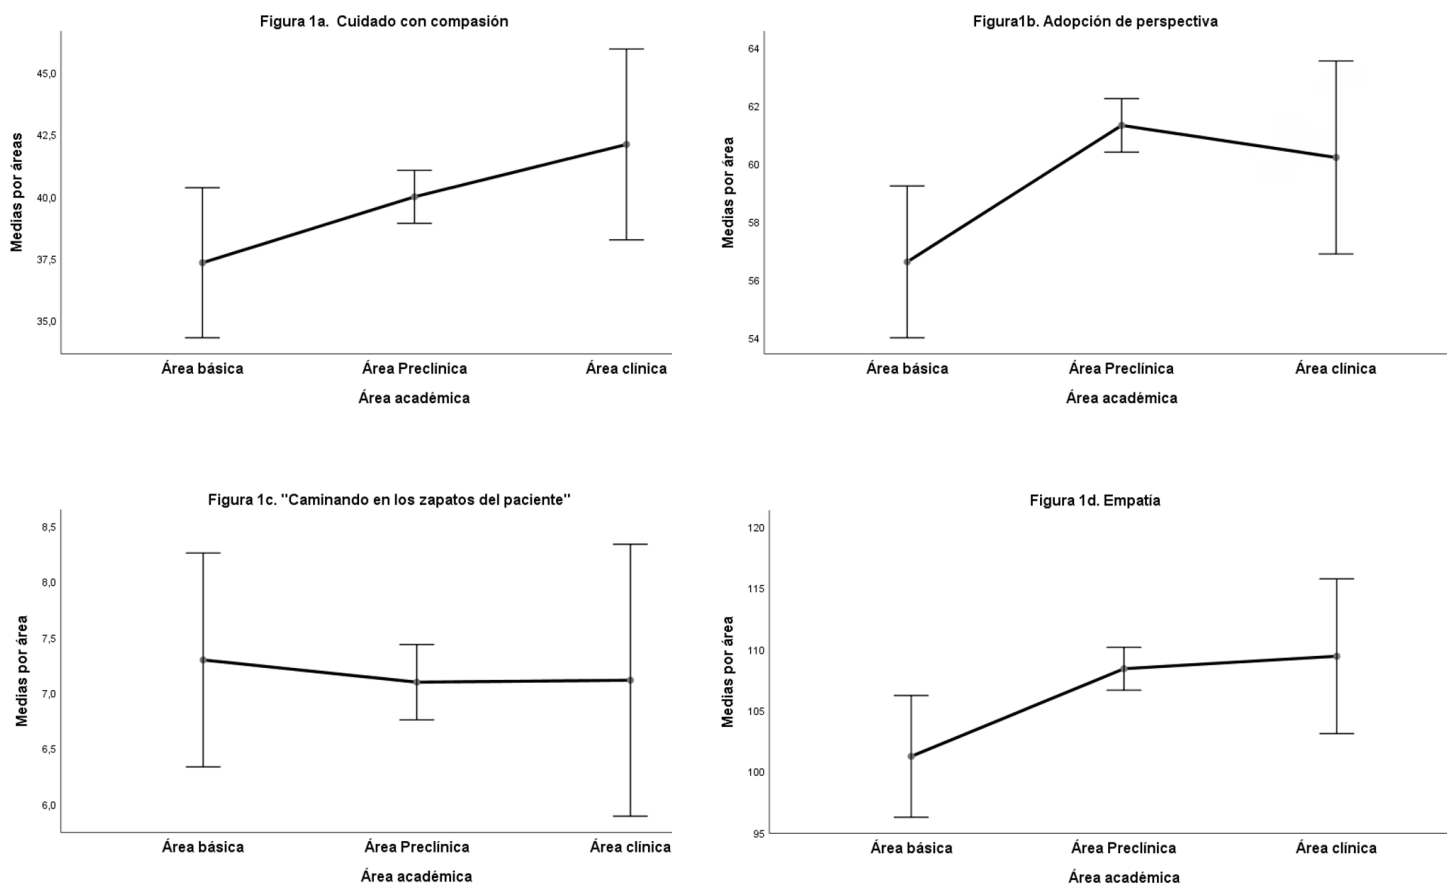 Figura 1a. Cuidado con compasión
Medias por áreas
45,0
42,5
40,0
37,5
35,0
Área básica
Área Preclínica
Área clínica
Área académica
Figura1b. Adopción de perspectiva
Medias por área
64
62
60
58
56
54
Área básica
Área Preclínica
Área clínica
Área académica
Figura 1c. "Caminando en los zapatos del paciente"
Medias por área
8,5
8,0
7,5
7,0
6,5
6,0
Área básica
Área Preclínica
Área clínica
Área académica
Figura 1d. Empatía
Medias por área
120
115
110
105
100
95
Área básica
Área Preclínica
Área clínica
Área académica